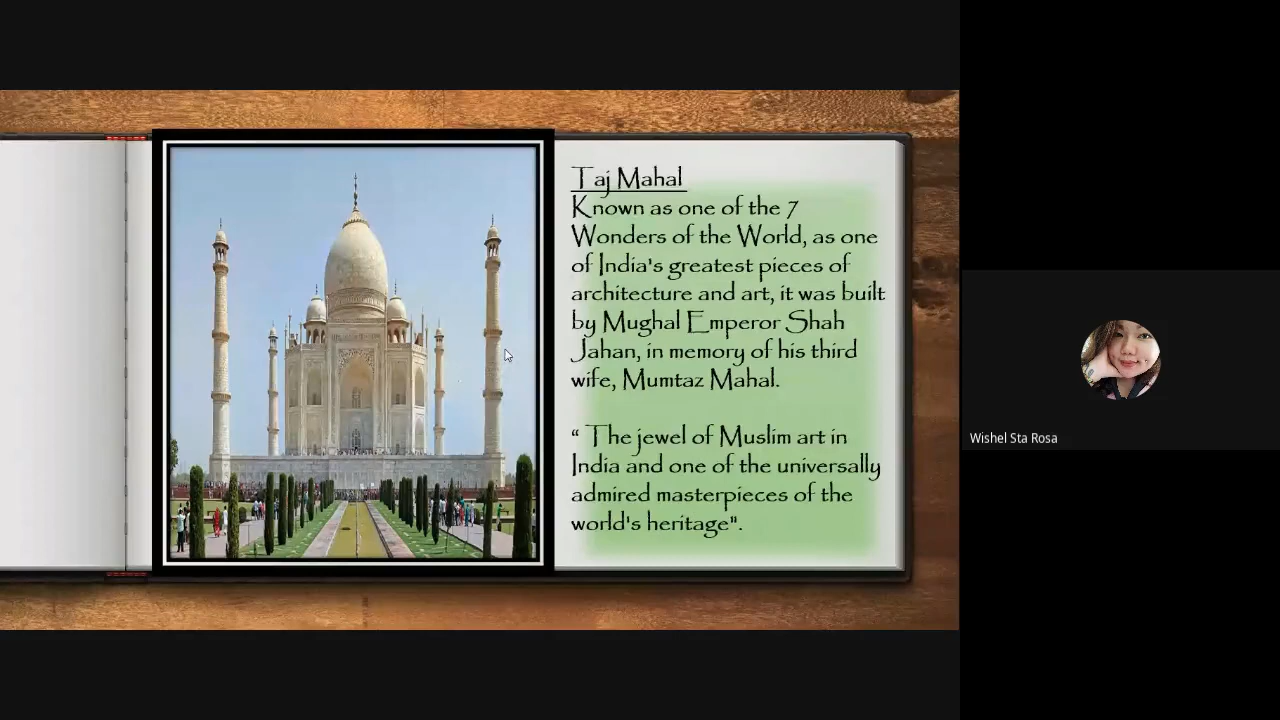 Taj Mahal
Known as one of the 7
Wonders of the World, as one
of India's greatest pieces of
architecture and art, it was built
by Mughal Emperor Shah
Jahan, in memory of his third
wife, Mumtaz Mahal.
“ The jewel of Muslim art in
India and one of the universally
admired masterpieces of the
world's heritage".
Wishel Sta Rosa